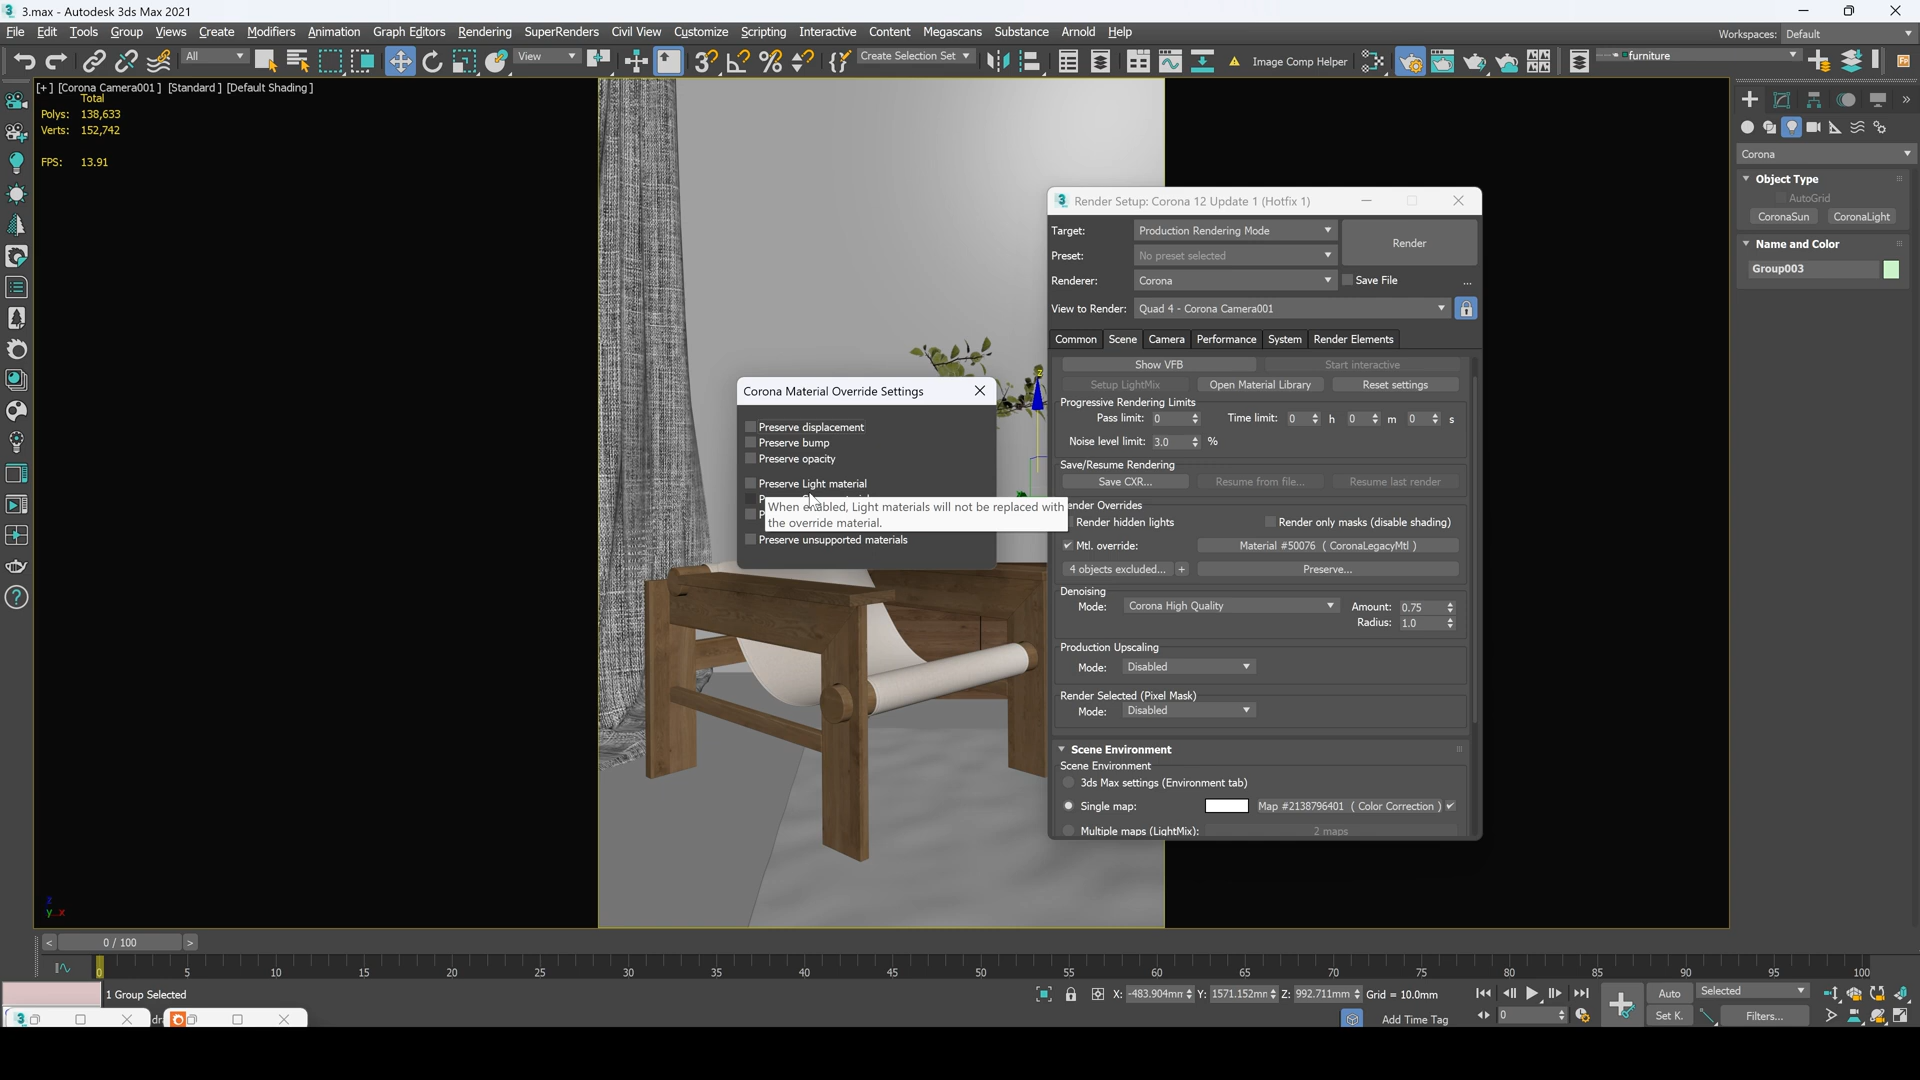 3.max - Autodesk 3ds Max 2021
File Edit Tools Group Views Create Modifiers Animation Graph Editors Rendering SuperRenders Civil View Customize Scripting Interactive Content Megascans Substance Arnold Help Workspaces: Default
All View Create Selection Set Image Comp Helper furniture
[+] [Corona Camera001 ] [Standard ] [Default Shading ]
Total
Polys: 138,633
Verts: 152,742
FPS: 13.91
Corona
Object Type
AutoGrid
CoronaSun CoronaLight
Name and Color
Group003
Render Setup: Corona 12 Update 1 (Hotfix 1)
Target: Production Rendering Mode
Render
Preset: No preset selected
Renderer: Corona Save File ...
View to Render: Quad 4 - Corona Camera001
Common Scene Camera Performance System Render Elements
Show VFB Start interactive
Setup LightMix Open Material Library Reset settings
Progressive Rendering Limits
Pass limit: 0 Time limit: 0 h 0 m 0 s
Noise level limit: 3.0 %
Save/Resume Rendering
Save CXR... Resume from file... Resume last render
ender Overrides
Render hidden lights Render only masks (disable shading)
Mtl. override: Material #50076 ( CoronaLegacyMtl )
4 objects excluded... + Preserve...
Denoising
Mode: Corona High Quality Amount: 0.75
Radius: 1.0
Production Upscaling
Mode: Disabled
Render Selected (Pixel Mask)
Mode: Disabled
Scene Environment
Scene Environment
3ds Max settings (Environment tab)
Single map: Map #2138796401 ( Color Correction )
Multiple maps (LightMix): 2 maps
Corona Material Override Settings
Preserve displacement
Preserve bump
Preserve opacity
Preserve Light material
When enabled, Light materials will not be replaced with
the override material.
Preserve unsupported materials
z
z
y x
< 0 / 100 >
0 5 10 15 20 25 30 35 40 45 50 55 60 65 70 75 80 85 90 95 100
1 Group Selected X: -483.904mm Y: 1571.152mm Z: 992.711mm Grid = 10.0mm Auto Selected
Add Time Tag 0 Set K. Filters...